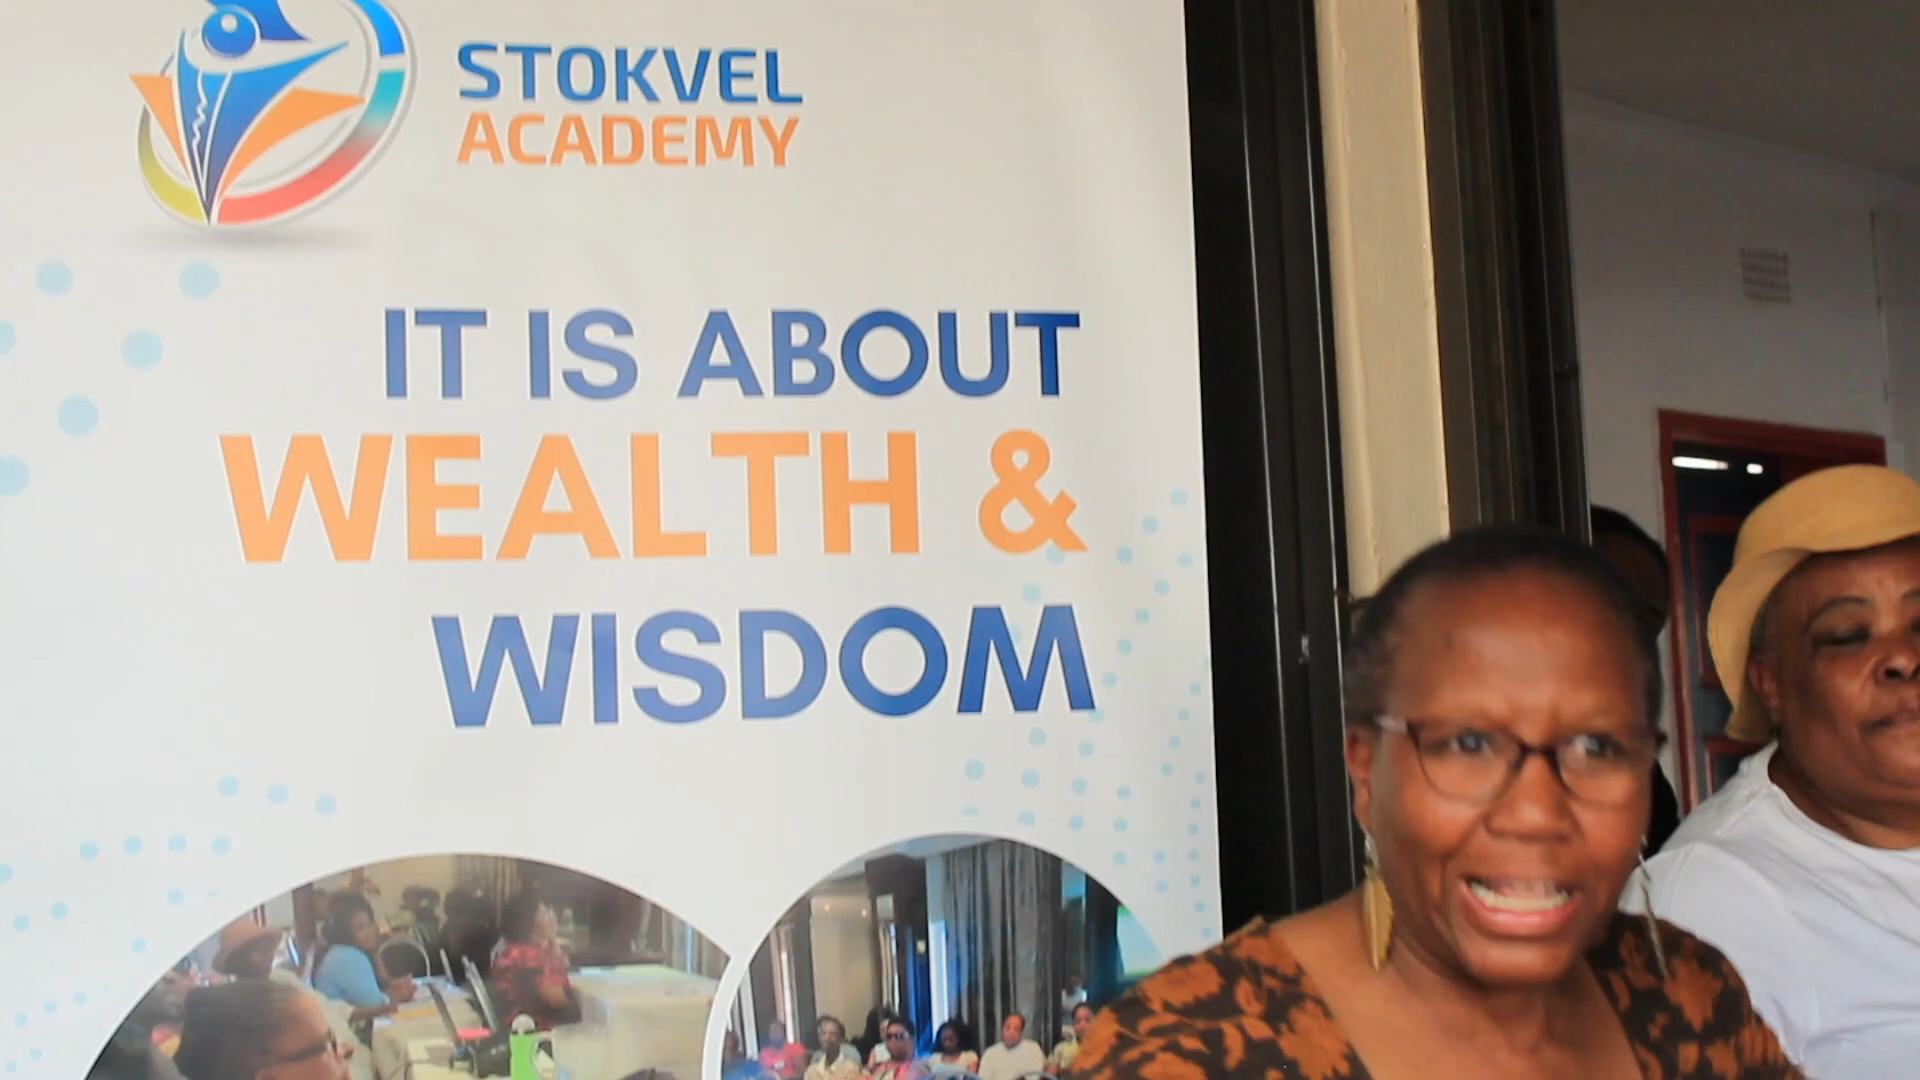 STOKVEL
ACADEMY
IT IS ABOUT
WEALTH &
WISDOM